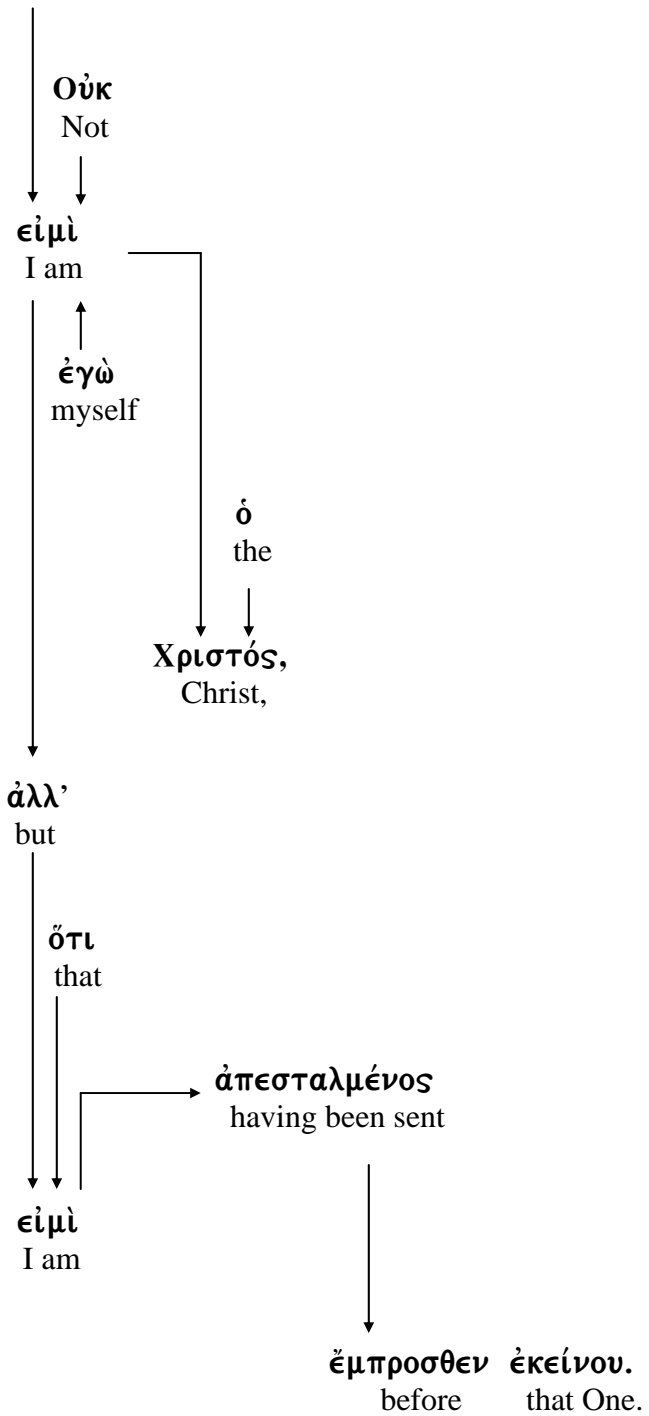 Οὐκ
Not
εἰμὶ
I am
ἐγὼ
myself
ὁ
the
Χριστός,
Christ,
ἀλλ’
but
ὅτι
that
ἀπεσταλμένος
having been sent
εἰμὶ
I am
ἔμπροσθεν ἐκείνου.
before that One.